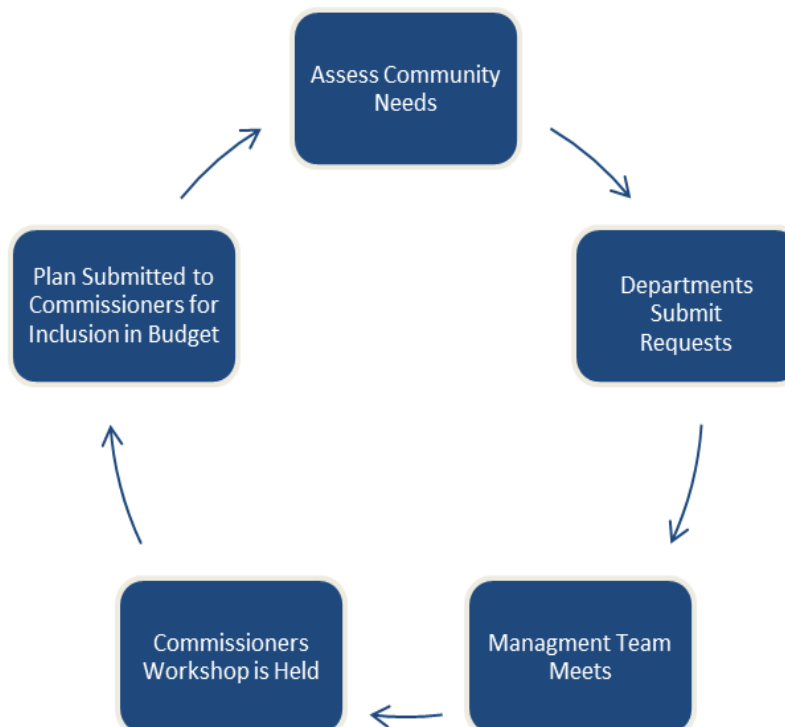 Assess Community
Needs
Departments
Submit
Requests
Managment Team
Meets
Commissioners
Workshop is Held
Plan Submitted to
Commissioners for
Inclusion in Budget